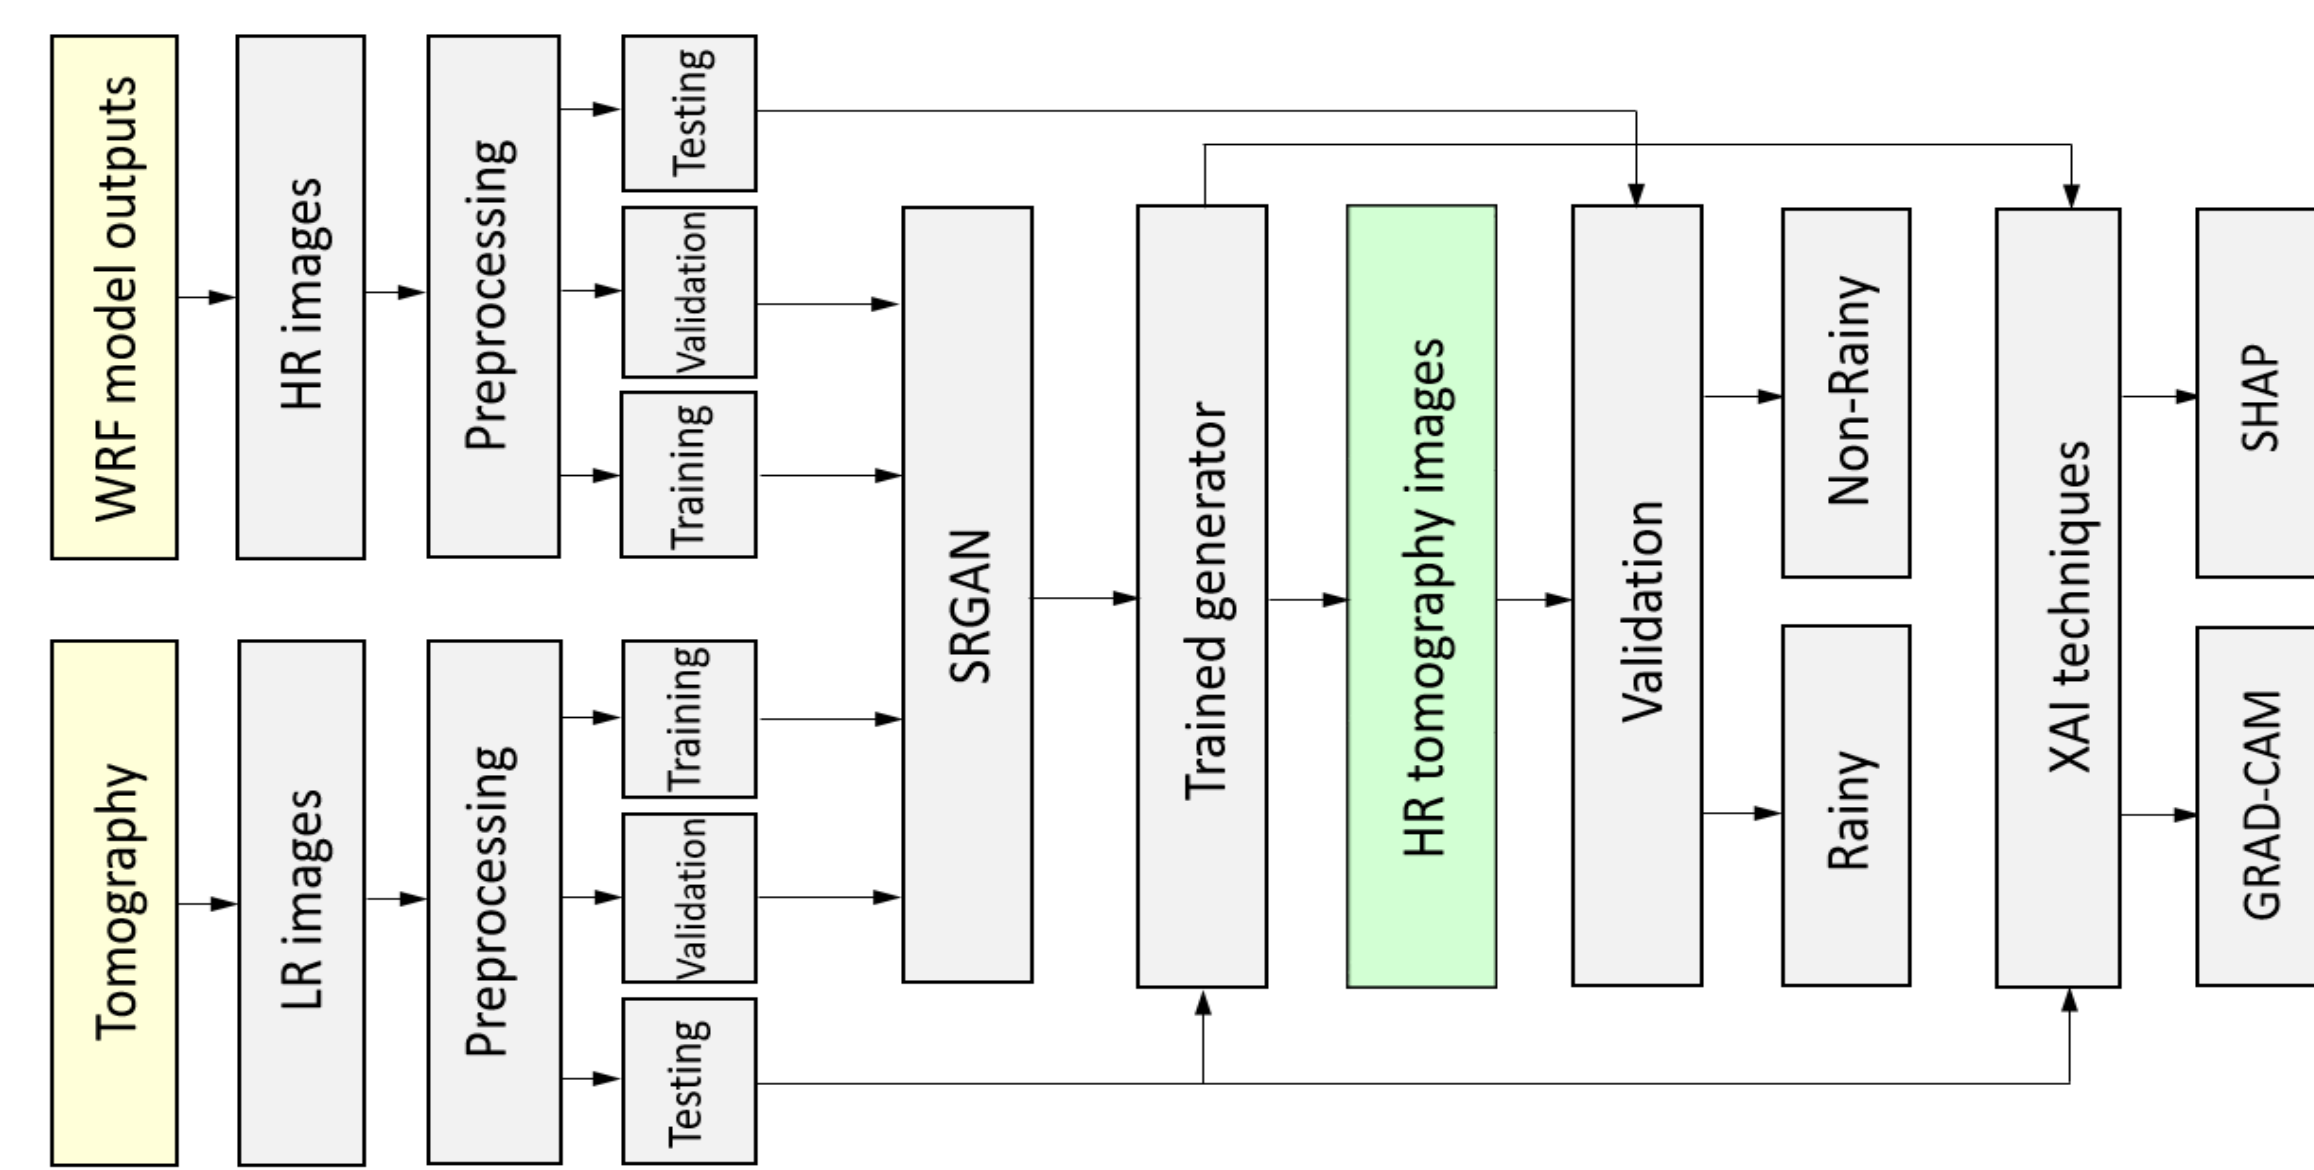 WRF model outputs
HR images
Preprocessing
Testing
Validation
Training
Tomography
LR images
Preprocessing
Training
Validation
Testing
SRGAN
Trained generator
HR tomography images
Validation
Non-Rainy
Rainy
XAI techniques
SHAP
GRAD-CAM